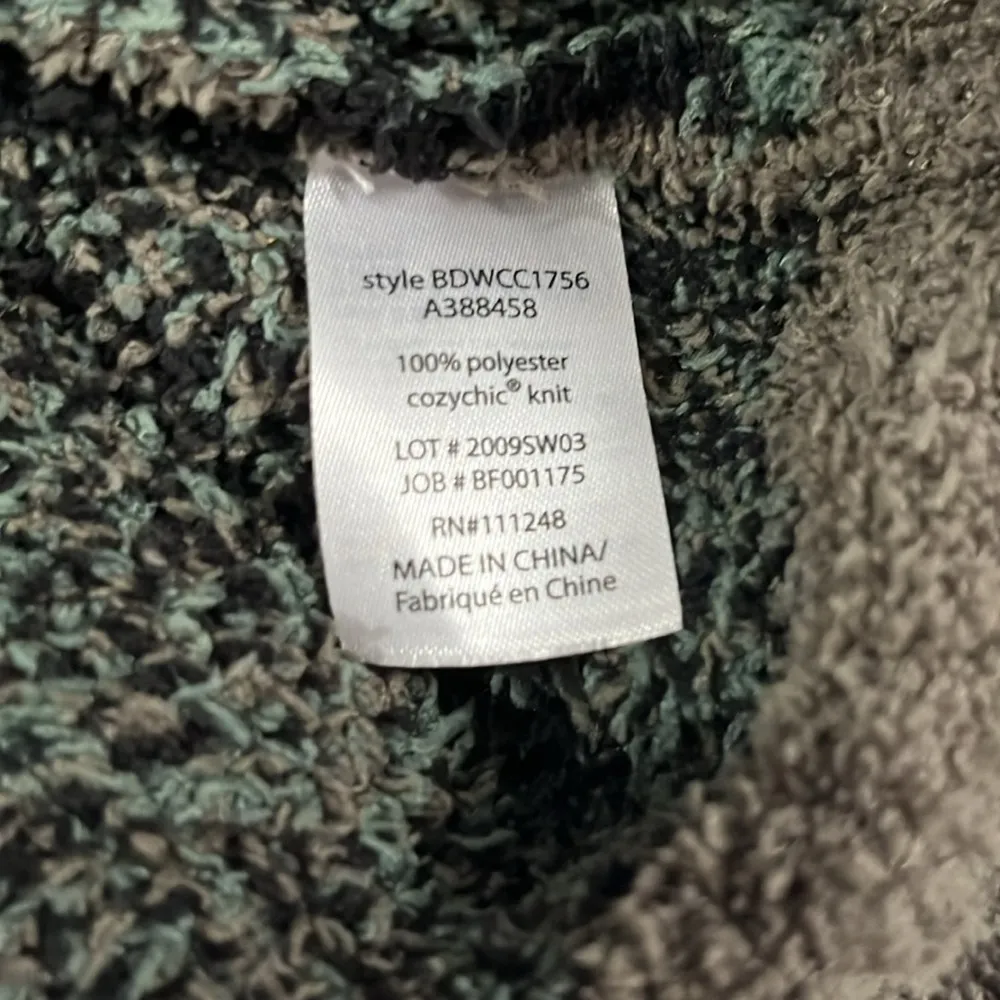 style BDWCC1756
A388458
100% polyester
cozychic® knit
LOT # 2009SW03
JOB # BF001175
RN#111248
MADE IN CHINA/
Fabriqué en Chine